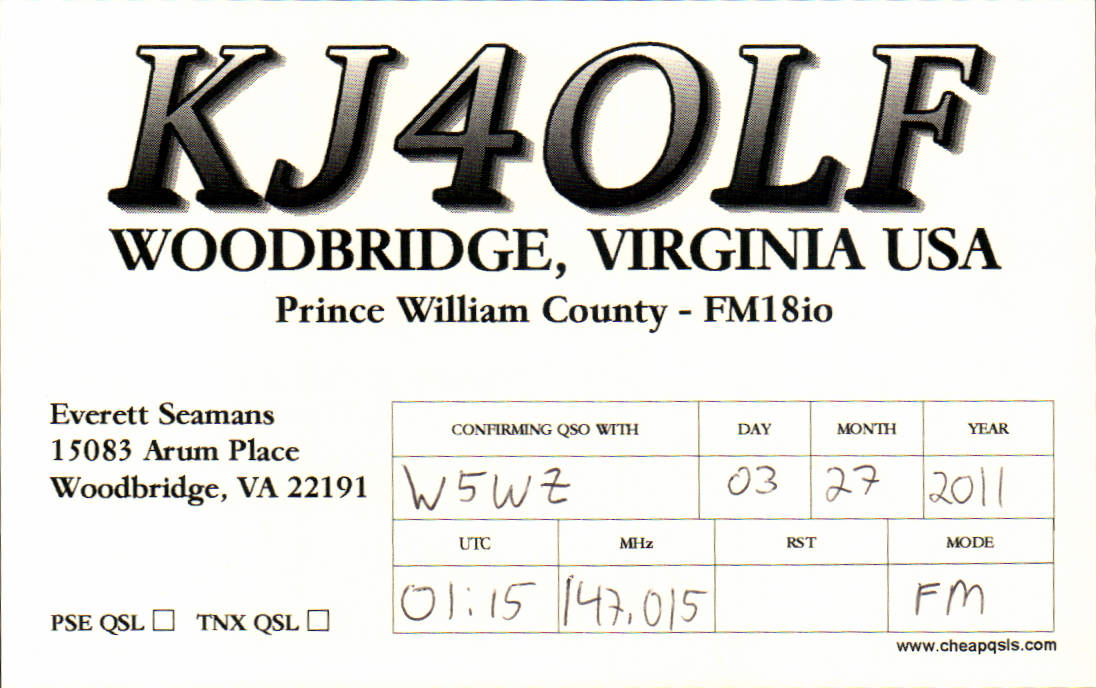 KJ4OLF
WOODBRIDGE, VIRGINIA USA
Prince William County - FM18io
Everett Seamans
15083 Arum Place
Woodbridge, VA 22191
CONFIRMING QSO WITH DAY MONTH YEAR
W5WZ 03 27 2011
UTC MHz RST MODE
01:15 147.015 FM
PSE QSL TNX QSL
www.cheapqsls.com